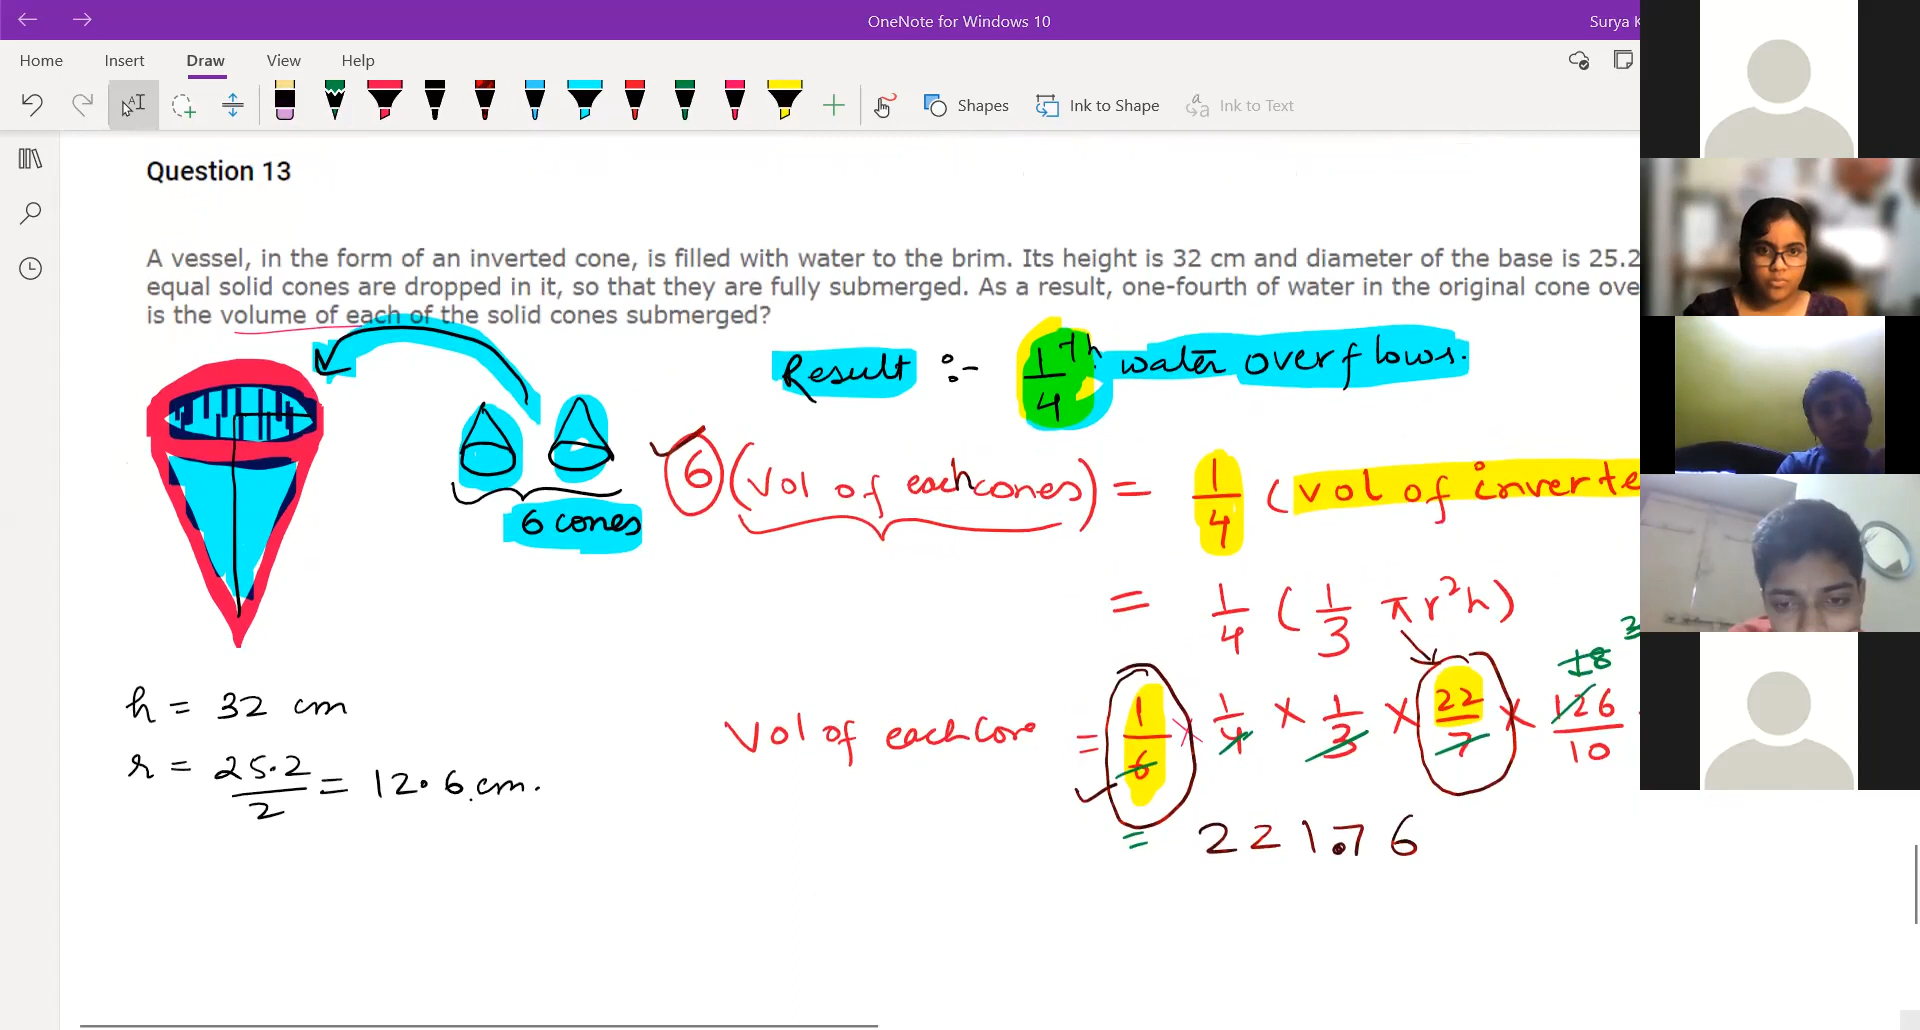 OneNote for Windows 10
Surya K
Home Insert Draw View Help
Shapes Ink to Shape Ink to Text
Question 13
A vessel, in the form of an inverted cone, is filled with water to the brim. Its height is 32 cm and diameter of the base is 25.2
equal solid cones are dropped in it, so that they are fully submerged. As a result, one-fourth of water in the original cone ove
is the volume of each of the solid cones submerged?
Result :- 1/4 th water overflows.
6 (vol of each cones) = 1/4 (vol of inverte
6 cones
= 1/4 (1/3 πr²h)
h = 32 cm
18
Vol of each Cone = 1/6 × 1/4 × 1/3 × 22/7 × 126/10
r = 25.2/2 = 12.6 cm.
= 221.76